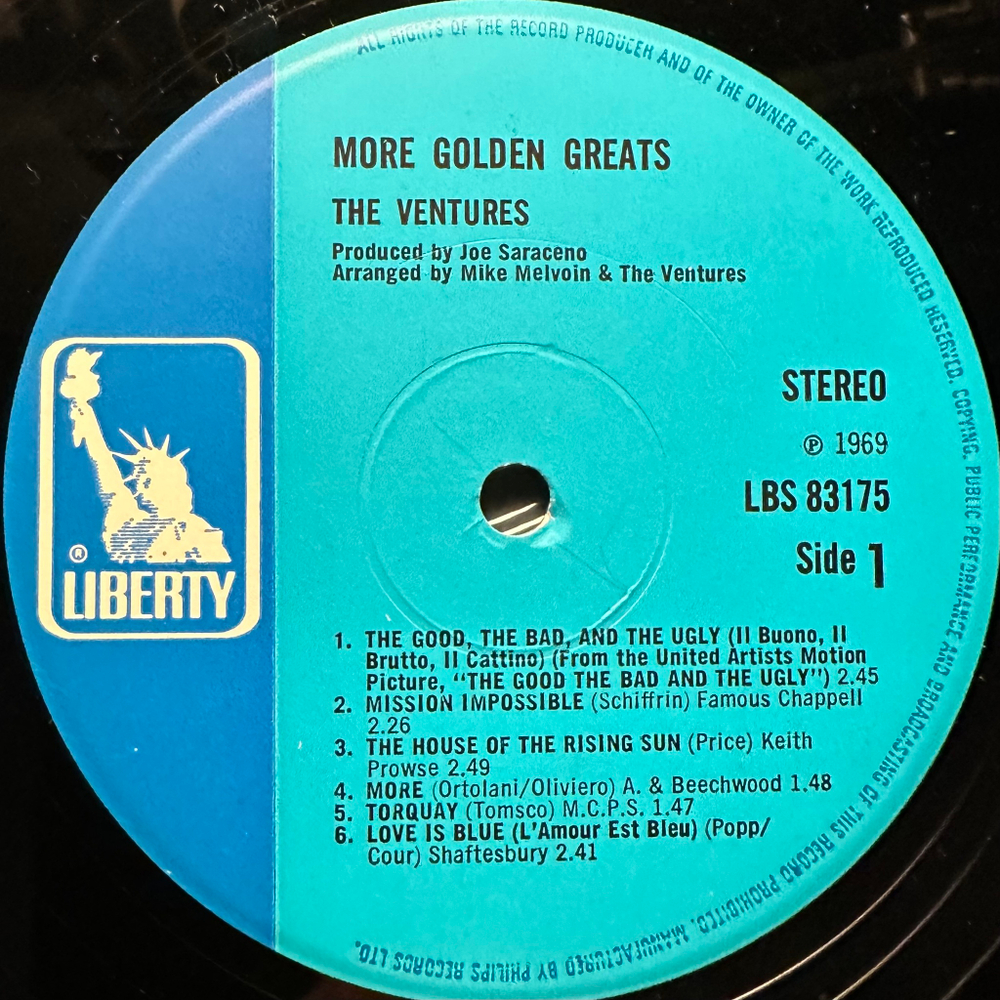 ALL RIGHTS OF THE RECORD PRODUCER AND OF THE OWNER OF THE WORK REPRODUCED RESERVED. COPYING, PUBLIC PERFORMANCE AND BROADCASTING OF THIS RECORD PROHIBITED. MANUFACTURED BY PHILIPS RECORDS LTD.
MORE GOLDEN GREATS
THE VENTURES
Produced by Joe Saraceno
Arranged by Mike Melvoin & The Ventures
STEREO
℗ 1969
LBS 83175
Side 1
®
LIBERTY
1. THE GOOD, THE BAD, AND THE UGLY (Il Buono, Il
Brutto, Il Cattino) (From the United Artists Motion
Picture, “THE GOOD THE BAD AND THE UGLY”) 2.45
2. MISSION IMPOSSIBLE (Schiffrin) Famous Chappell
2.26
3. THE HOUSE OF THE RISING SUN (Price) Keith
Prowse 2.49
4. MORE (Ortolani/Oliviero) A. & Beechwood 1.48
5. TORQUAY (Tomsco) M.C.P.S. 1.47
6. LOVE IS BLUE (L'Amour Est Bleu) (Popp/
Cour) Shaftesbury 2.41